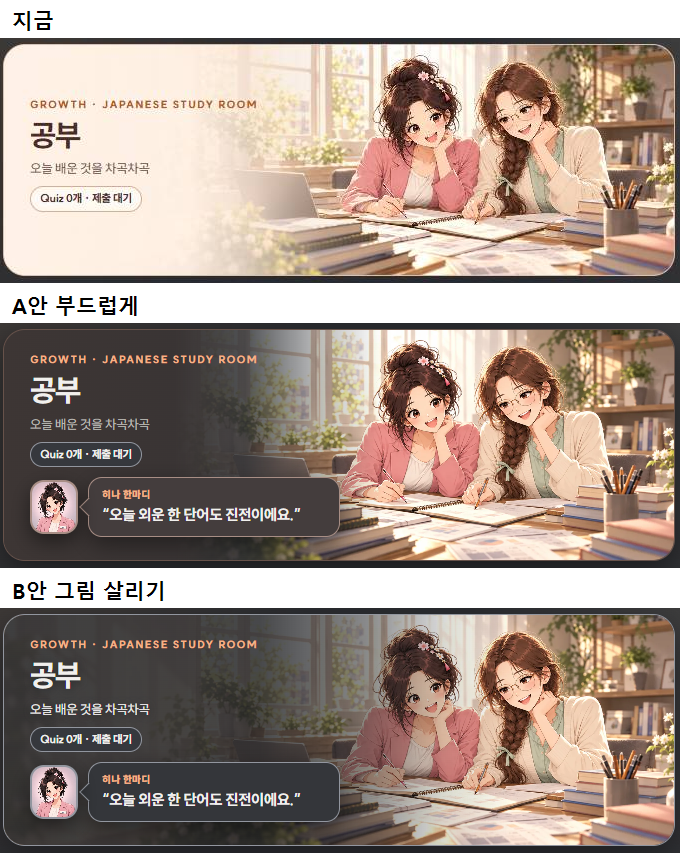 지금
GROWTH · JAPANESE STUDY ROOM
공부
오늘 배운 것을 차곡차곡
Quiz 0개 · 제출 대기
A안 부드럽게
GROWTH · JAPANESE STUDY ROOM
공부
오늘 배운 것을 차곡차곡
Quiz 0개 · 제출 대기
히나 한마디
“오늘 외운 한 단어도 진전이에요.”
B안 그림 살리기
GROWTH · JAPANESE STUDY ROOM
공부
오늘 배운 것을 차곡차곡
Quiz 0개 · 제출 대기
히나 한마디
“오늘 외운 한 단어도 진전이에요.”